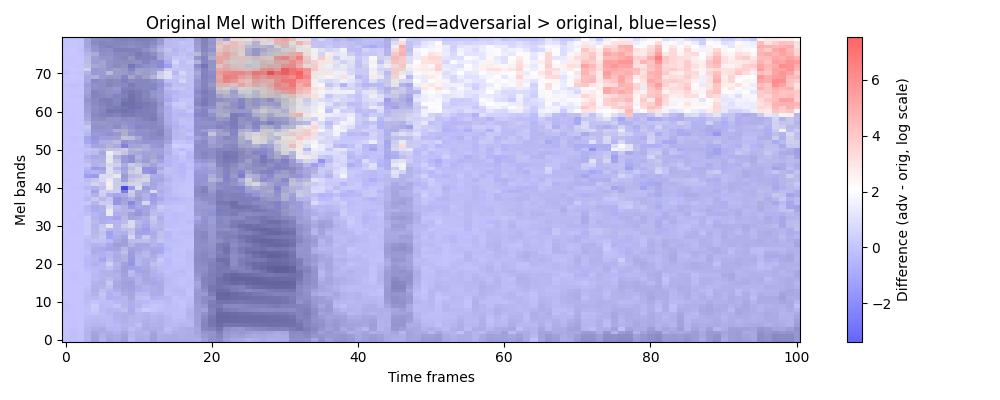 Original Mel with Differences (red=adversarial > original, blue=less)
Mel bands
70
60
50
40
30
20
10
0
0 20 40 60 80 100
Time frames
6
4
2
0
−2
Difference (adv - orig, log scale)